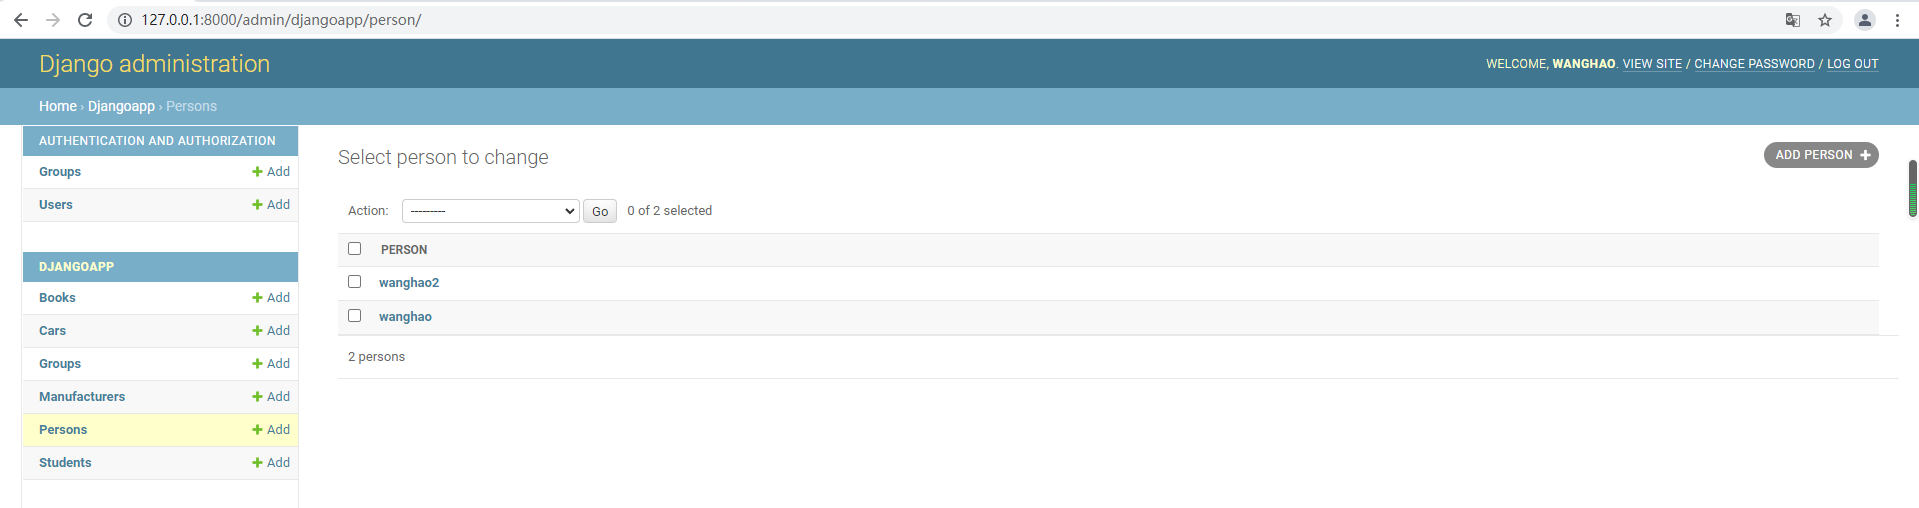 127.0.0.1:8000/admin/djangoapp/person/
Django administration
WELCOME, WANGHAO. VIEW SITE / CHANGE PASSWORD / LOG OUT
Home › Djangoapp › Persons
AUTHENTICATION AND AUTHORIZATION
Groups + Add
Users + Add
DJANGOAPP
Books + Add
Cars + Add
Groups + Add
Manufacturers + Add
Persons + Add
Students + Add
Select person to change
ADD PERSON +
Action: --------- Go 0 of 2 selected
PERSON
wanghao2
wanghao
2 persons